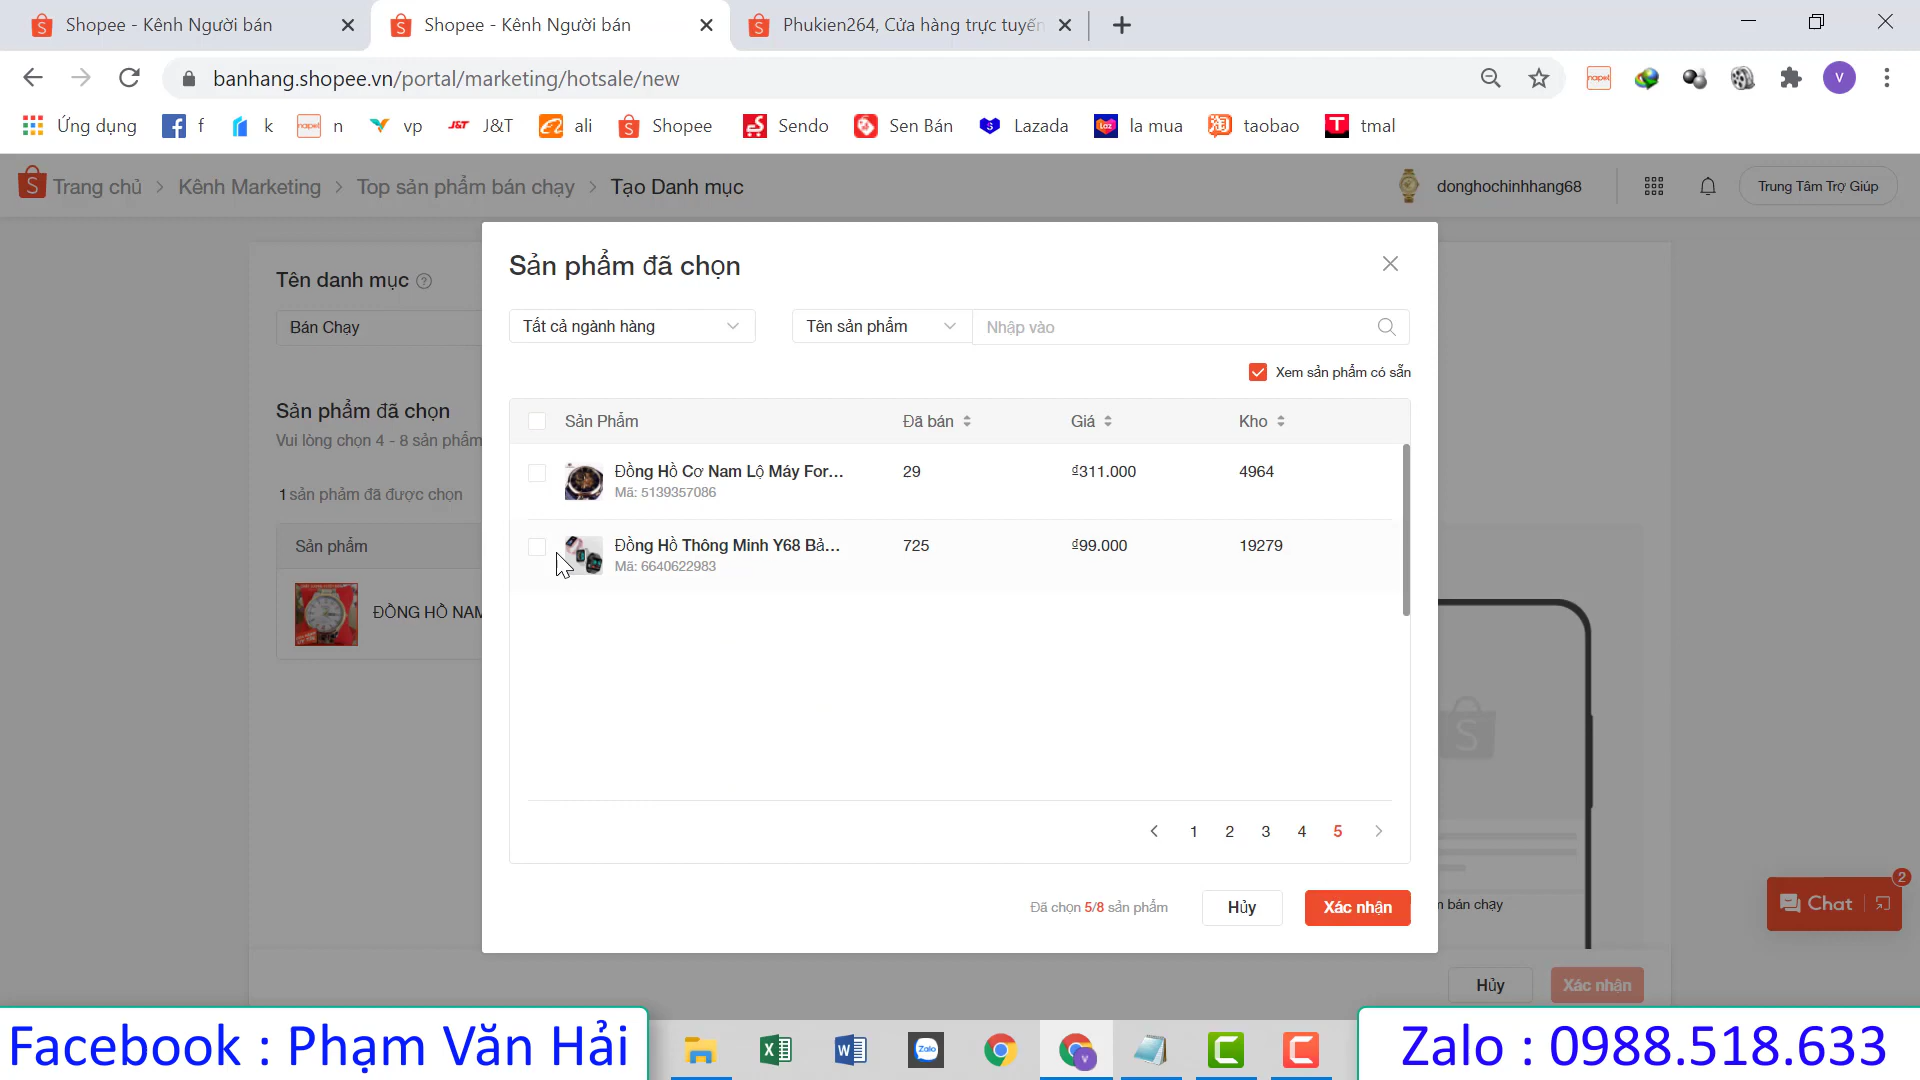 Shopee - Kênh Người bán
Shopee - Kênh Người bán
Phukien264, Cửa hàng trực tuyến
banhang.shopee.vn/portal/marketing/hotsale/new
napel
V
Ứng dụng
f
k
napel
n
vp
J&T
J&T
ali
Shopee
Sendo
Sen Bán
Lazada
Laz
la mua
淘
taobao
T
tmal
Trang chủ > Kênh Marketing > Top sản phẩm bán chạy > Tạo Danh mục
donghochinhhang68
Trung Tâm Trợ Giúp
Tên danh mục ?
Bán Chạy
Sản phẩm đã chọn
Vui lòng chọn 4 - 8 sản phẩm
1 sản phẩm đã được chọn
Sản phẩm
ĐỒNG HỒ NAM
Sản phẩm đã chọn
Tất cả ngành hàng
Tên sản phẩm
Nhập vào
Xem sản phẩm có sẵn
Sản Phẩm Đã bán Giá Kho
Đồng Hồ Cơ Nam Lộ Máy For... 29 ₫311.000 4964
Mã: 5139357086
Đồng Hồ Thông Minh Y68 Bả... 725 ₫99.000 19279
Mã: 6640622983
1 2 3 4 5
Đã chọn 5/8 sản phẩm
Hủy
Xác nhận
bán chạy
2
Chat
Hủy
Xác nhận
Facebook : Phạm Văn Hải
Zalo
Zalo : 0988.518.633